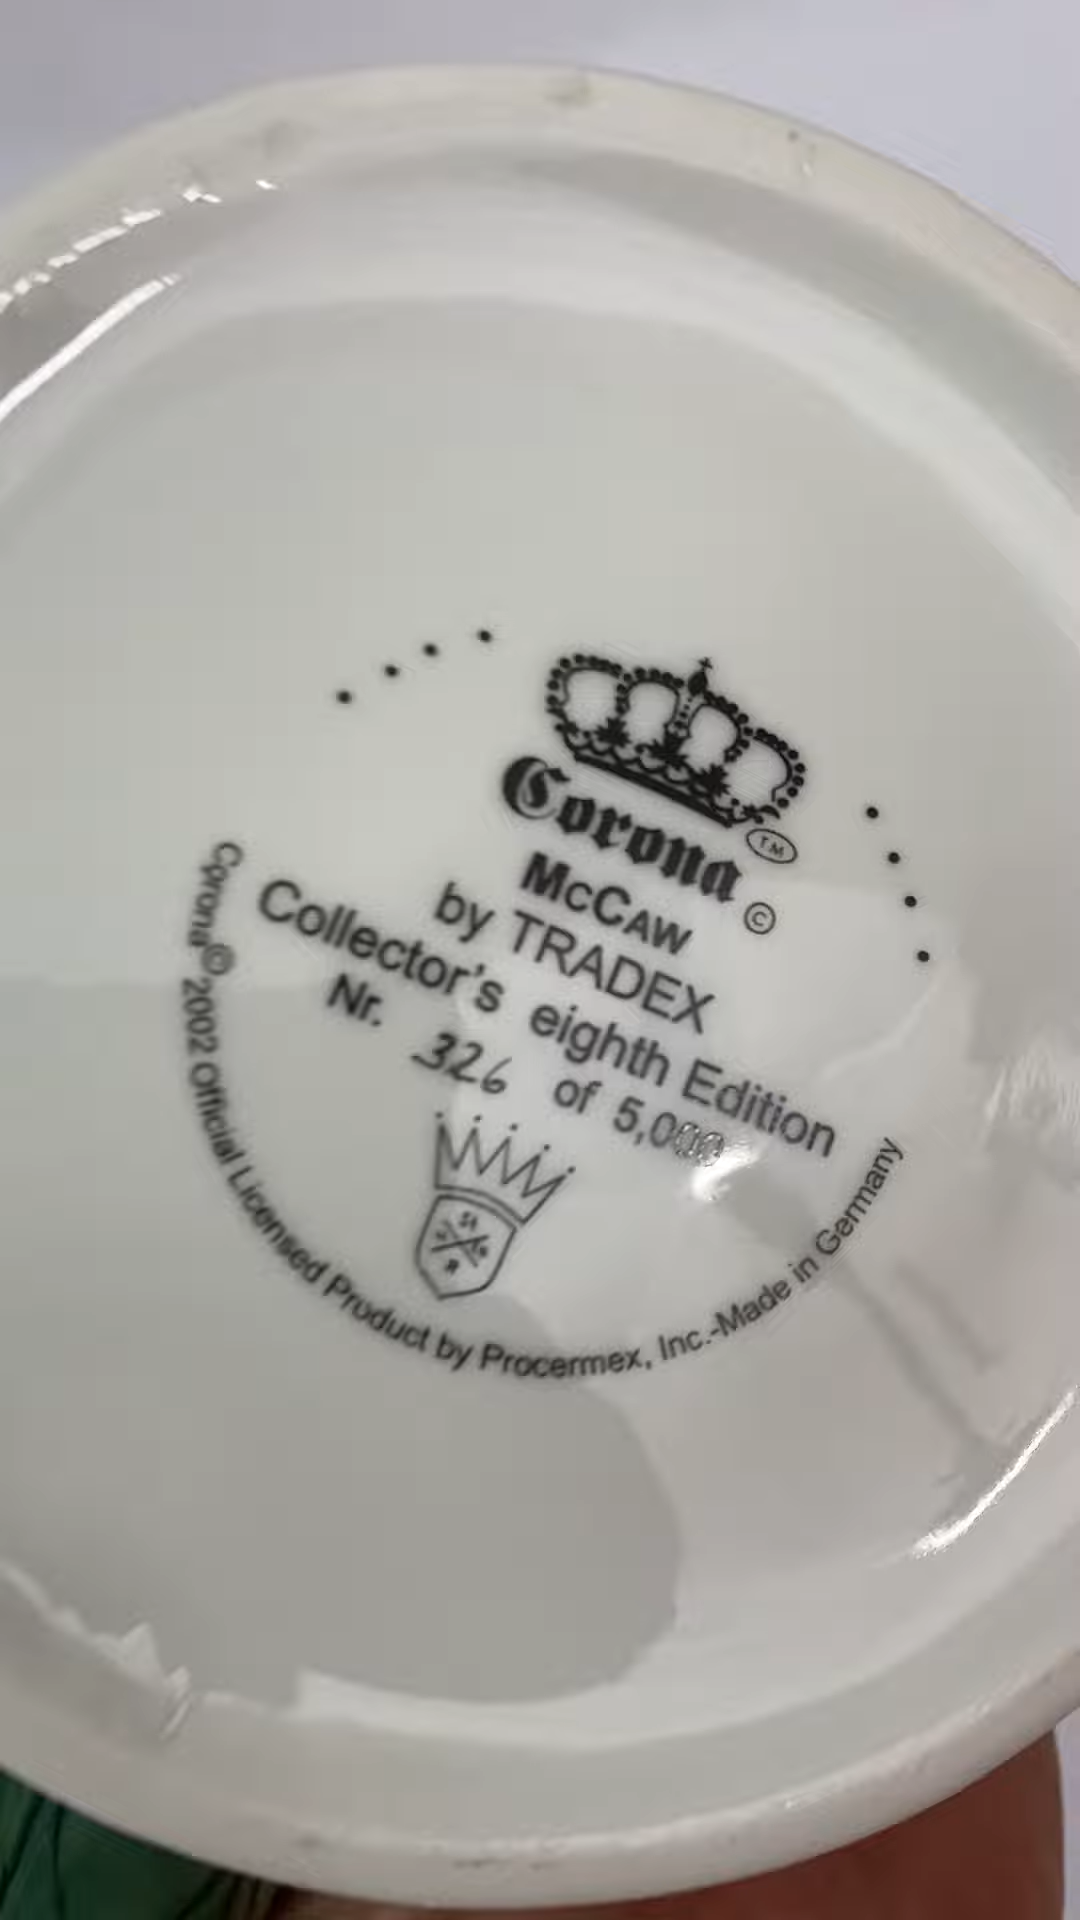 Corona
TM
©
McCaw
by TRADEX
Collector's eighth Edition
Nr. 326 of 5,000
Corona©2002 Official Licensed Product by Procermex, Inc.-Made in Germany